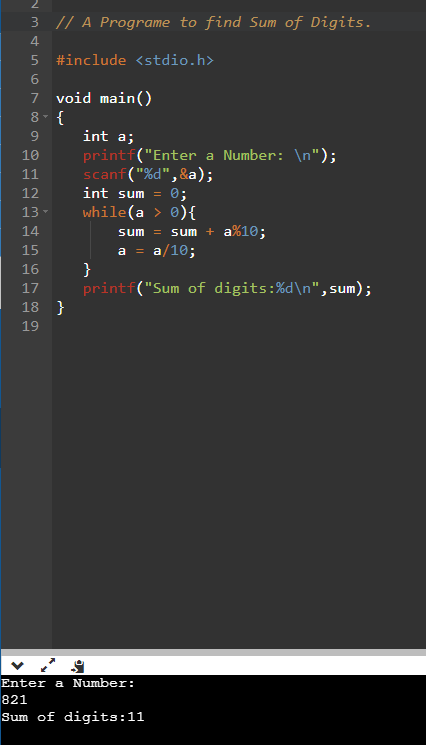 2
3 // A Programe to find Sum of Digits.
4
5 #include <stdio.h>
6
7 void main()
8 {
9 int a;
10 printf("Enter a Number: \n");
11 scanf("%d",&a);
12 int sum = 0;
13 while(a > 0){
14 sum = sum + a%10;
15 a = a/10;
16 }
17 printf("Sum of digits:%d\n",sum);
18 }
19
Enter a Number:
821
Sum of digits:11